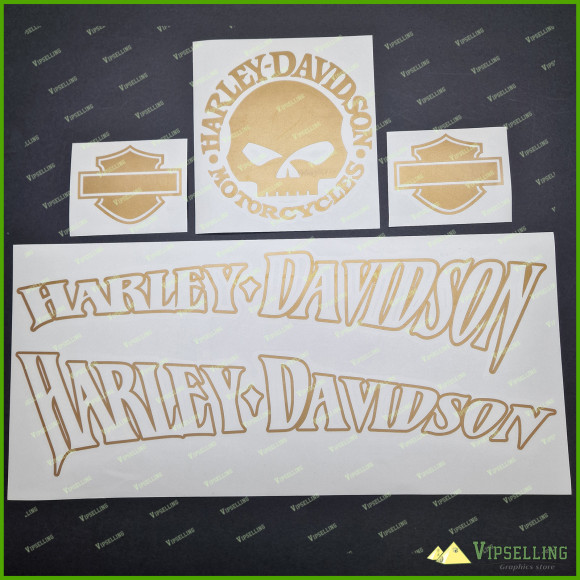 HARLEY-DAVIDSON
MOTORCYCLES
HARLEY DAVIDSON
HARLEY DAVIDSON
VIPSELLING
Graphics store